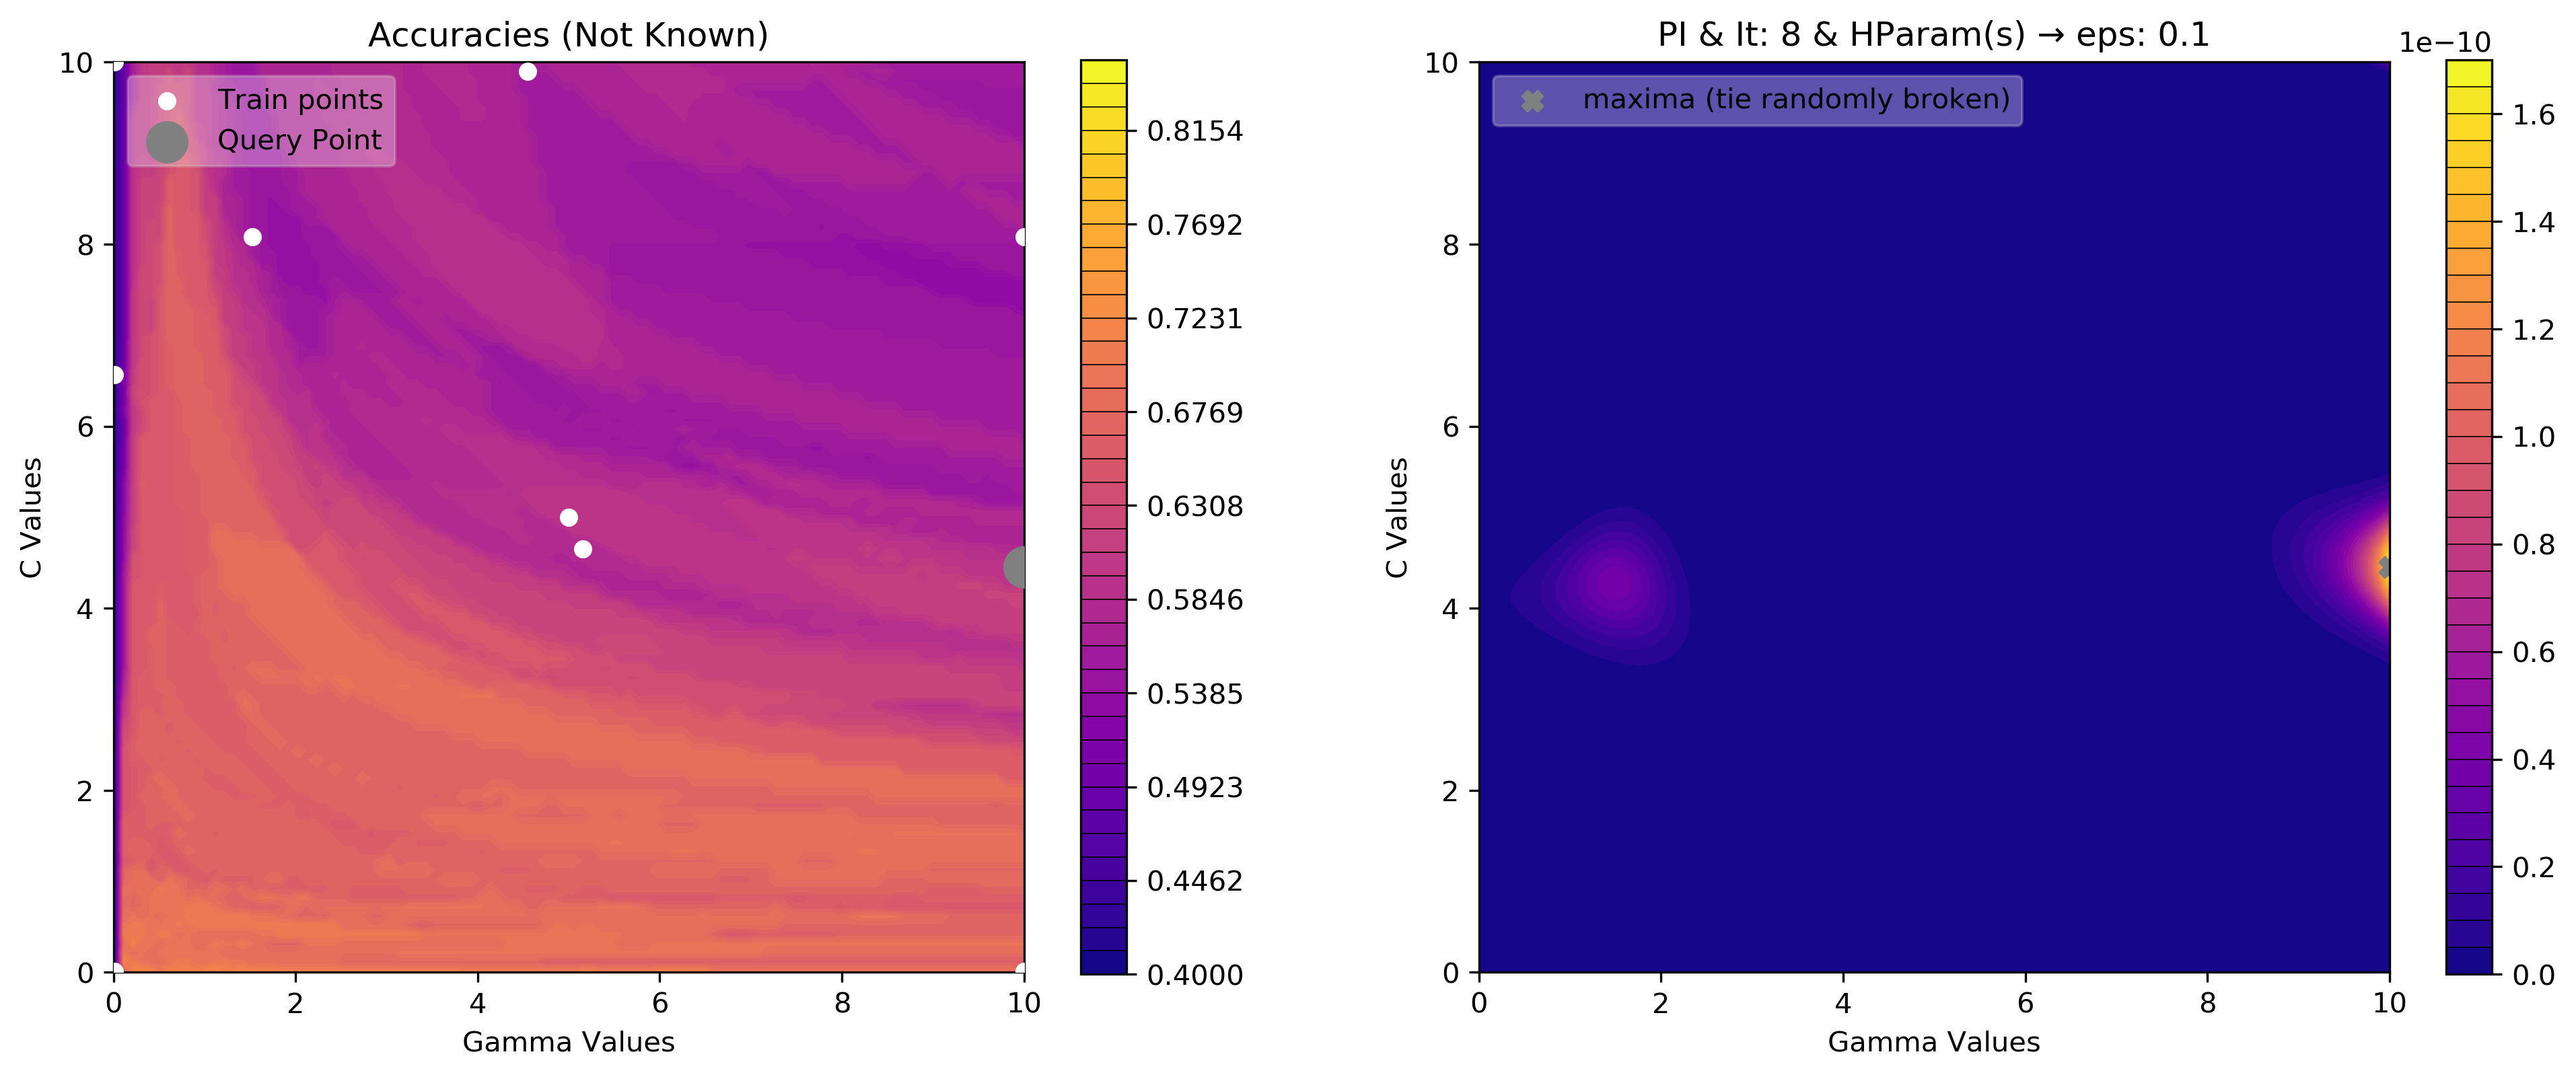 Accuracies (Not Known)
Train points
Query Point
10
8
6
4
2
0
C Values
0 2 4 6 8 10
Gamma Values
0.8154
0.7692
0.7231
0.6769
0.6308
0.5846
0.5385
0.4923
0.4462
0.4000
PI & It: 8 & HParam(s) → eps: 0.1
maxima (tie randomly broken)
10
8
6
4
2
0
C Values
0 2 4 6 8 10
Gamma Values
1e−10
1.6
1.4
1.2
1.0
0.8
0.6
0.4
0.2
0.0